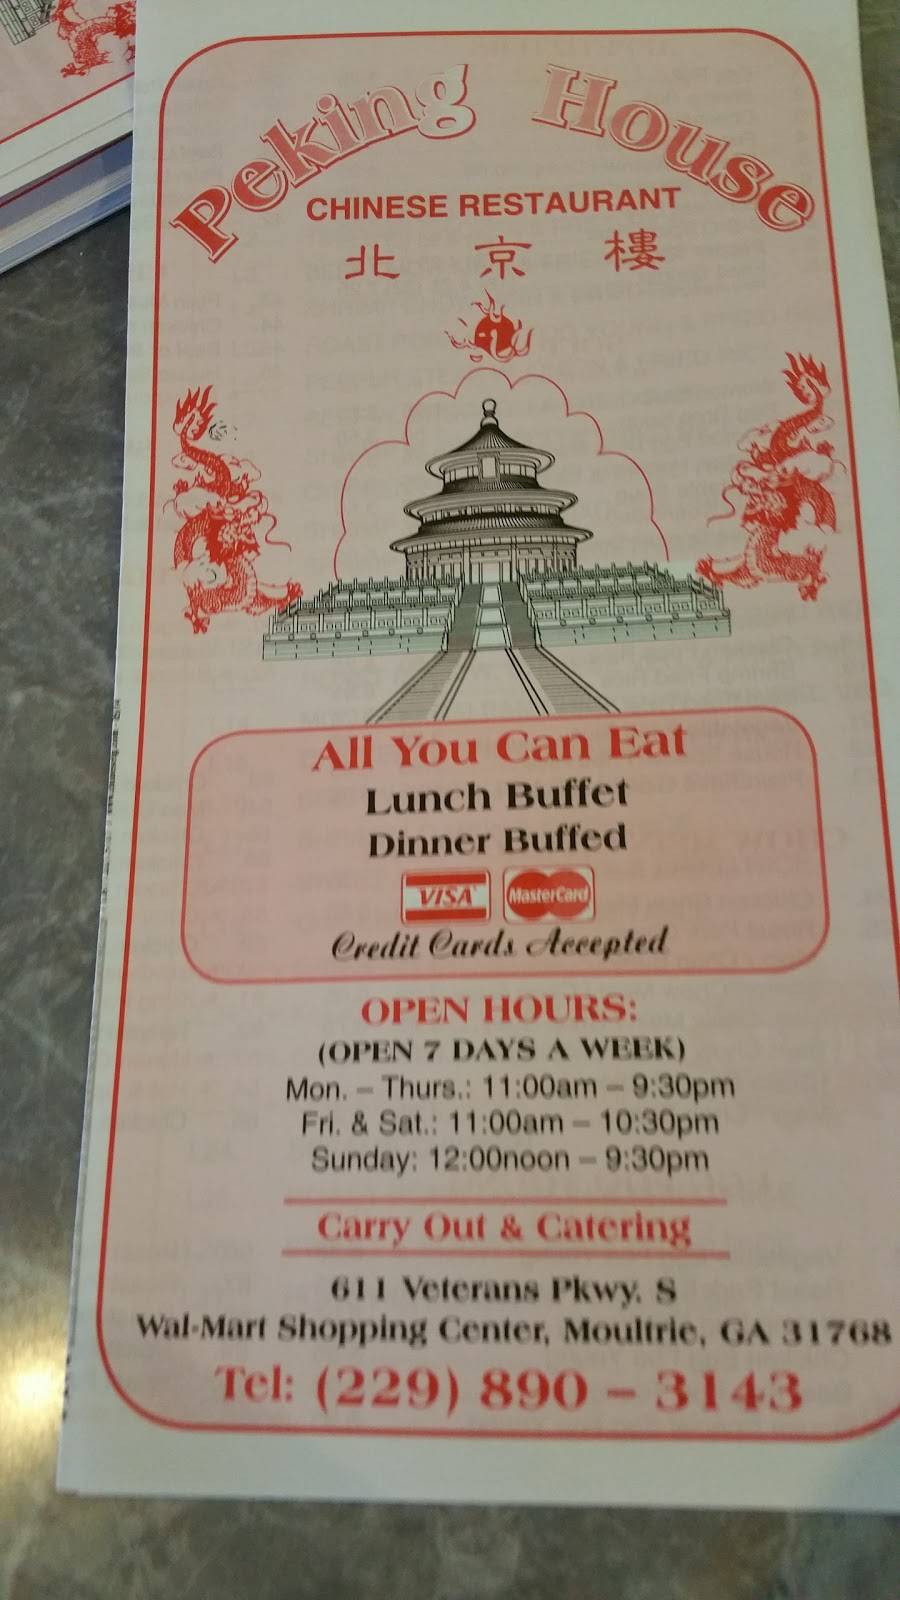 Peking House
CHINESE RESTAURANT
北 京 樓
All You Can Eat
Lunch Buffet
Dinner Buffed
VISA MasterCard
Credit Cards Accepted
OPEN HOURS:
(OPEN 7 DAYS A WEEK)
Mon. – Thurs.: 11:00am – 9:30pm
Fri. & Sat.: 11:00am – 10:30pm
Sunday: 12:00noon – 9:30pm
Carry Out & Catering
611 Veterans Pkwy. S
Wal-Mart Shopping Center, Moultrie, GA 31768
Tel: (229) 890 – 3143